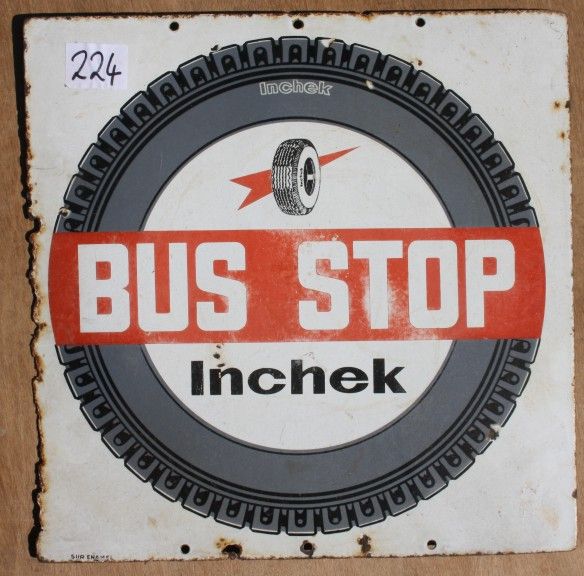 224
Inchek
BUS STOP
Inchek